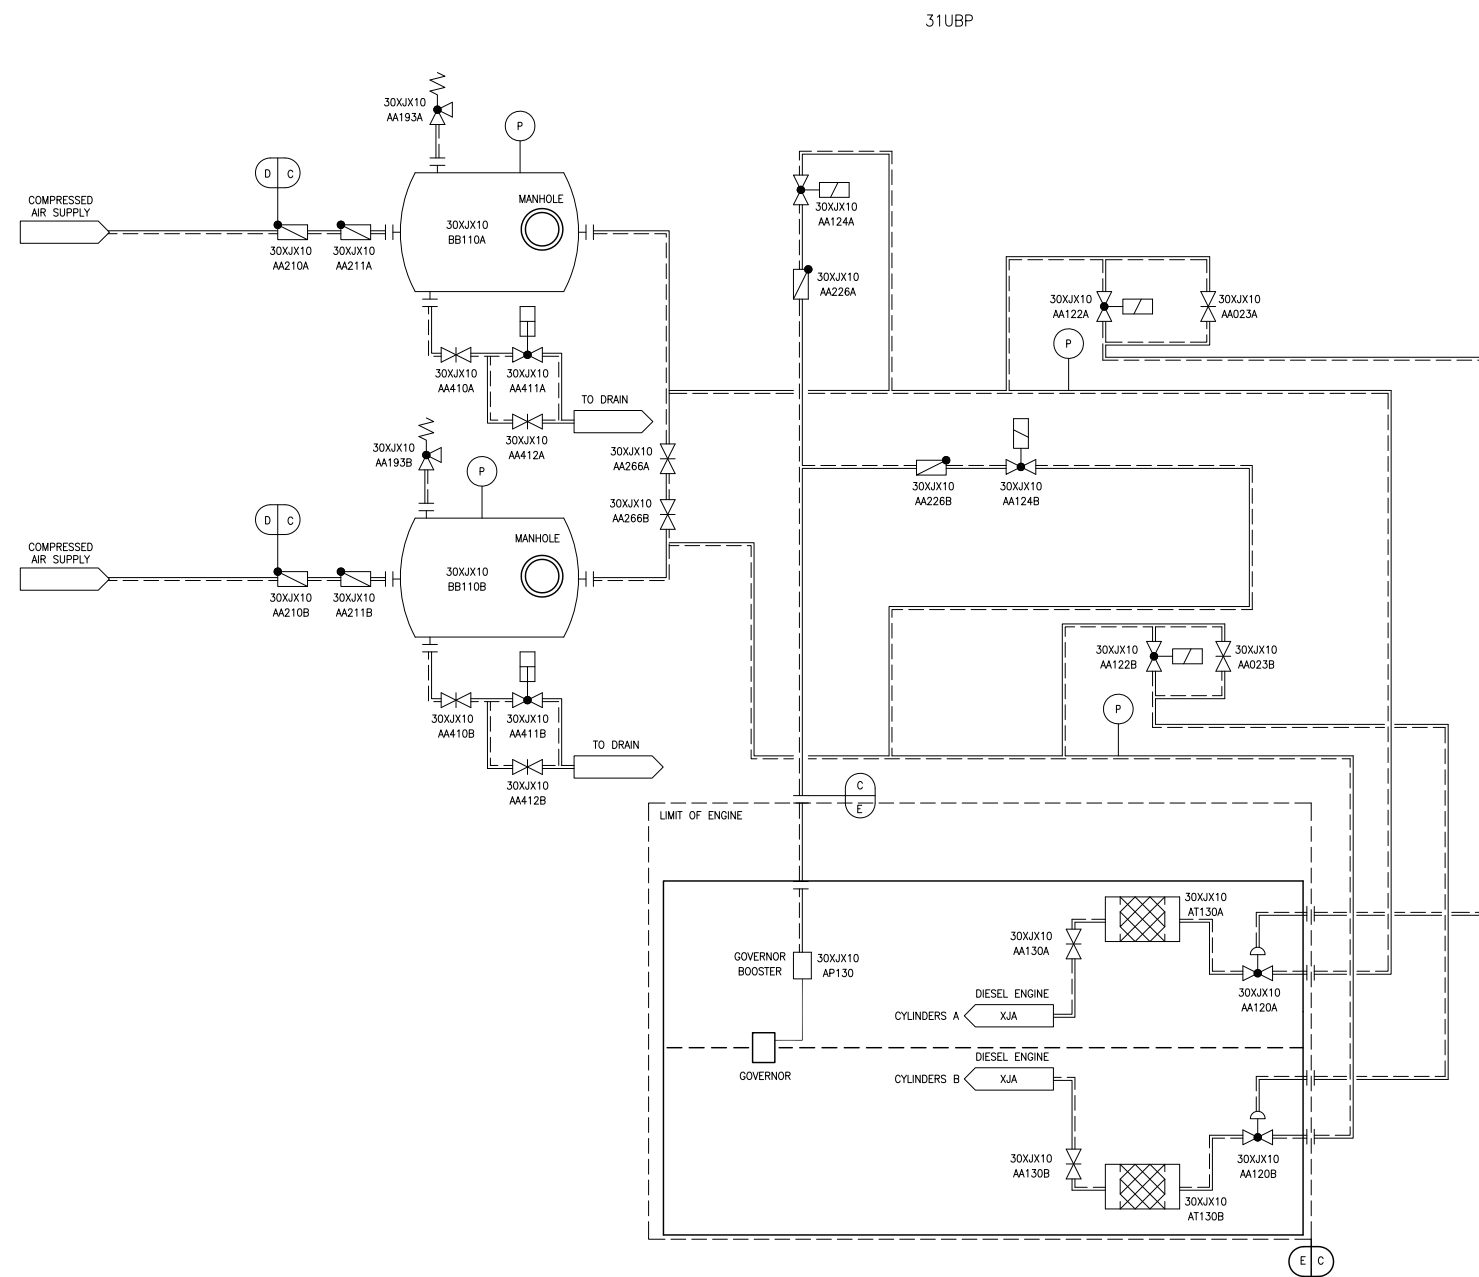 31UBP
30XJX10
AA193A
P
D C
COMPRESSED
AIR SUPPLY
30XJX10
AA210A
30XJX10
AA211A
30XJX10
BB110A
MANHOLE
30XJX10
AA124A
30XJX10
AA226A
30XJX10
AA122A
30XJX10
AA023A
P
30XJX10
AA410A
30XJX10
AA411A
TO DRAIN
30XJX10
AA412A
30XJX10
AA193B
P
30XJX10
AA266A
30XJX10
AA266B
30XJX10
AA226B
30XJX10
AA124B
D C
COMPRESSED
AIR SUPPLY
30XJX10
AA210B
30XJX10
AA211B
30XJX10
BB110B
MANHOLE
30XJX10
AA122B
30XJX10
AA023B
P
30XJX10
AA410B
30XJX10
AA411B
TO DRAIN
30XJX10
AA412B
C
E
LIMIT OF ENGINE
30XJX10
AT130A
30XJX10
AA130A
GOVERNOR
BOOSTER
30XJX10
AP130
30XJX10
AA120A
DIESEL ENGINE
CYLINDERS A
XJA
GOVERNOR
DIESEL ENGINE
CYLINDERS B
XJA
30XJX10
AA130B
30XJX10
AA120B
30XJX10
AT130B
E C